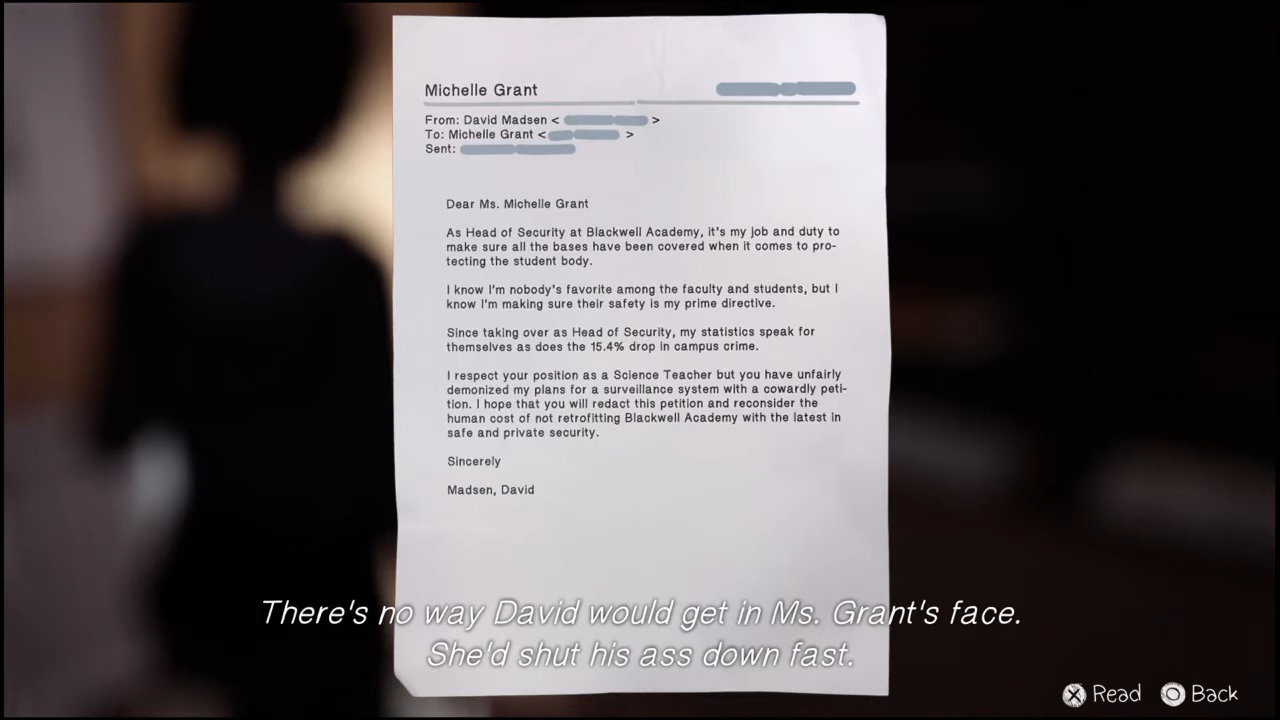 Michelle Grant
From: David Madsen < >
To: Michelle Grant < >
Sent:
Dear Ms. Michelle Grant
As Head of Security at Blackwell Academy, it's my job and duty to
make sure all the bases have been covered when it comes to pro-
tecting the student body.
I know I'm nobody's favorite among the faculty and students, but I
know I'm making sure their safety is my prime directive.
Since taking over as Head of Security, my statistics speak for
themselves as does the 15.4% drop in campus crime.
I respect your position as a Science Teacher but you have unfairly
demonized my plans for a surveillance system with a cowardly peti-
tion. I hope that you will redact this petition and reconsider the
human cost of not retrofitting Blackwell Academy with the latest in
safe and private security.
Sincerely
Madsen, David
There's no way David would get in Ms. Grant's face.
She'd shut his ass down fast.
Read Back